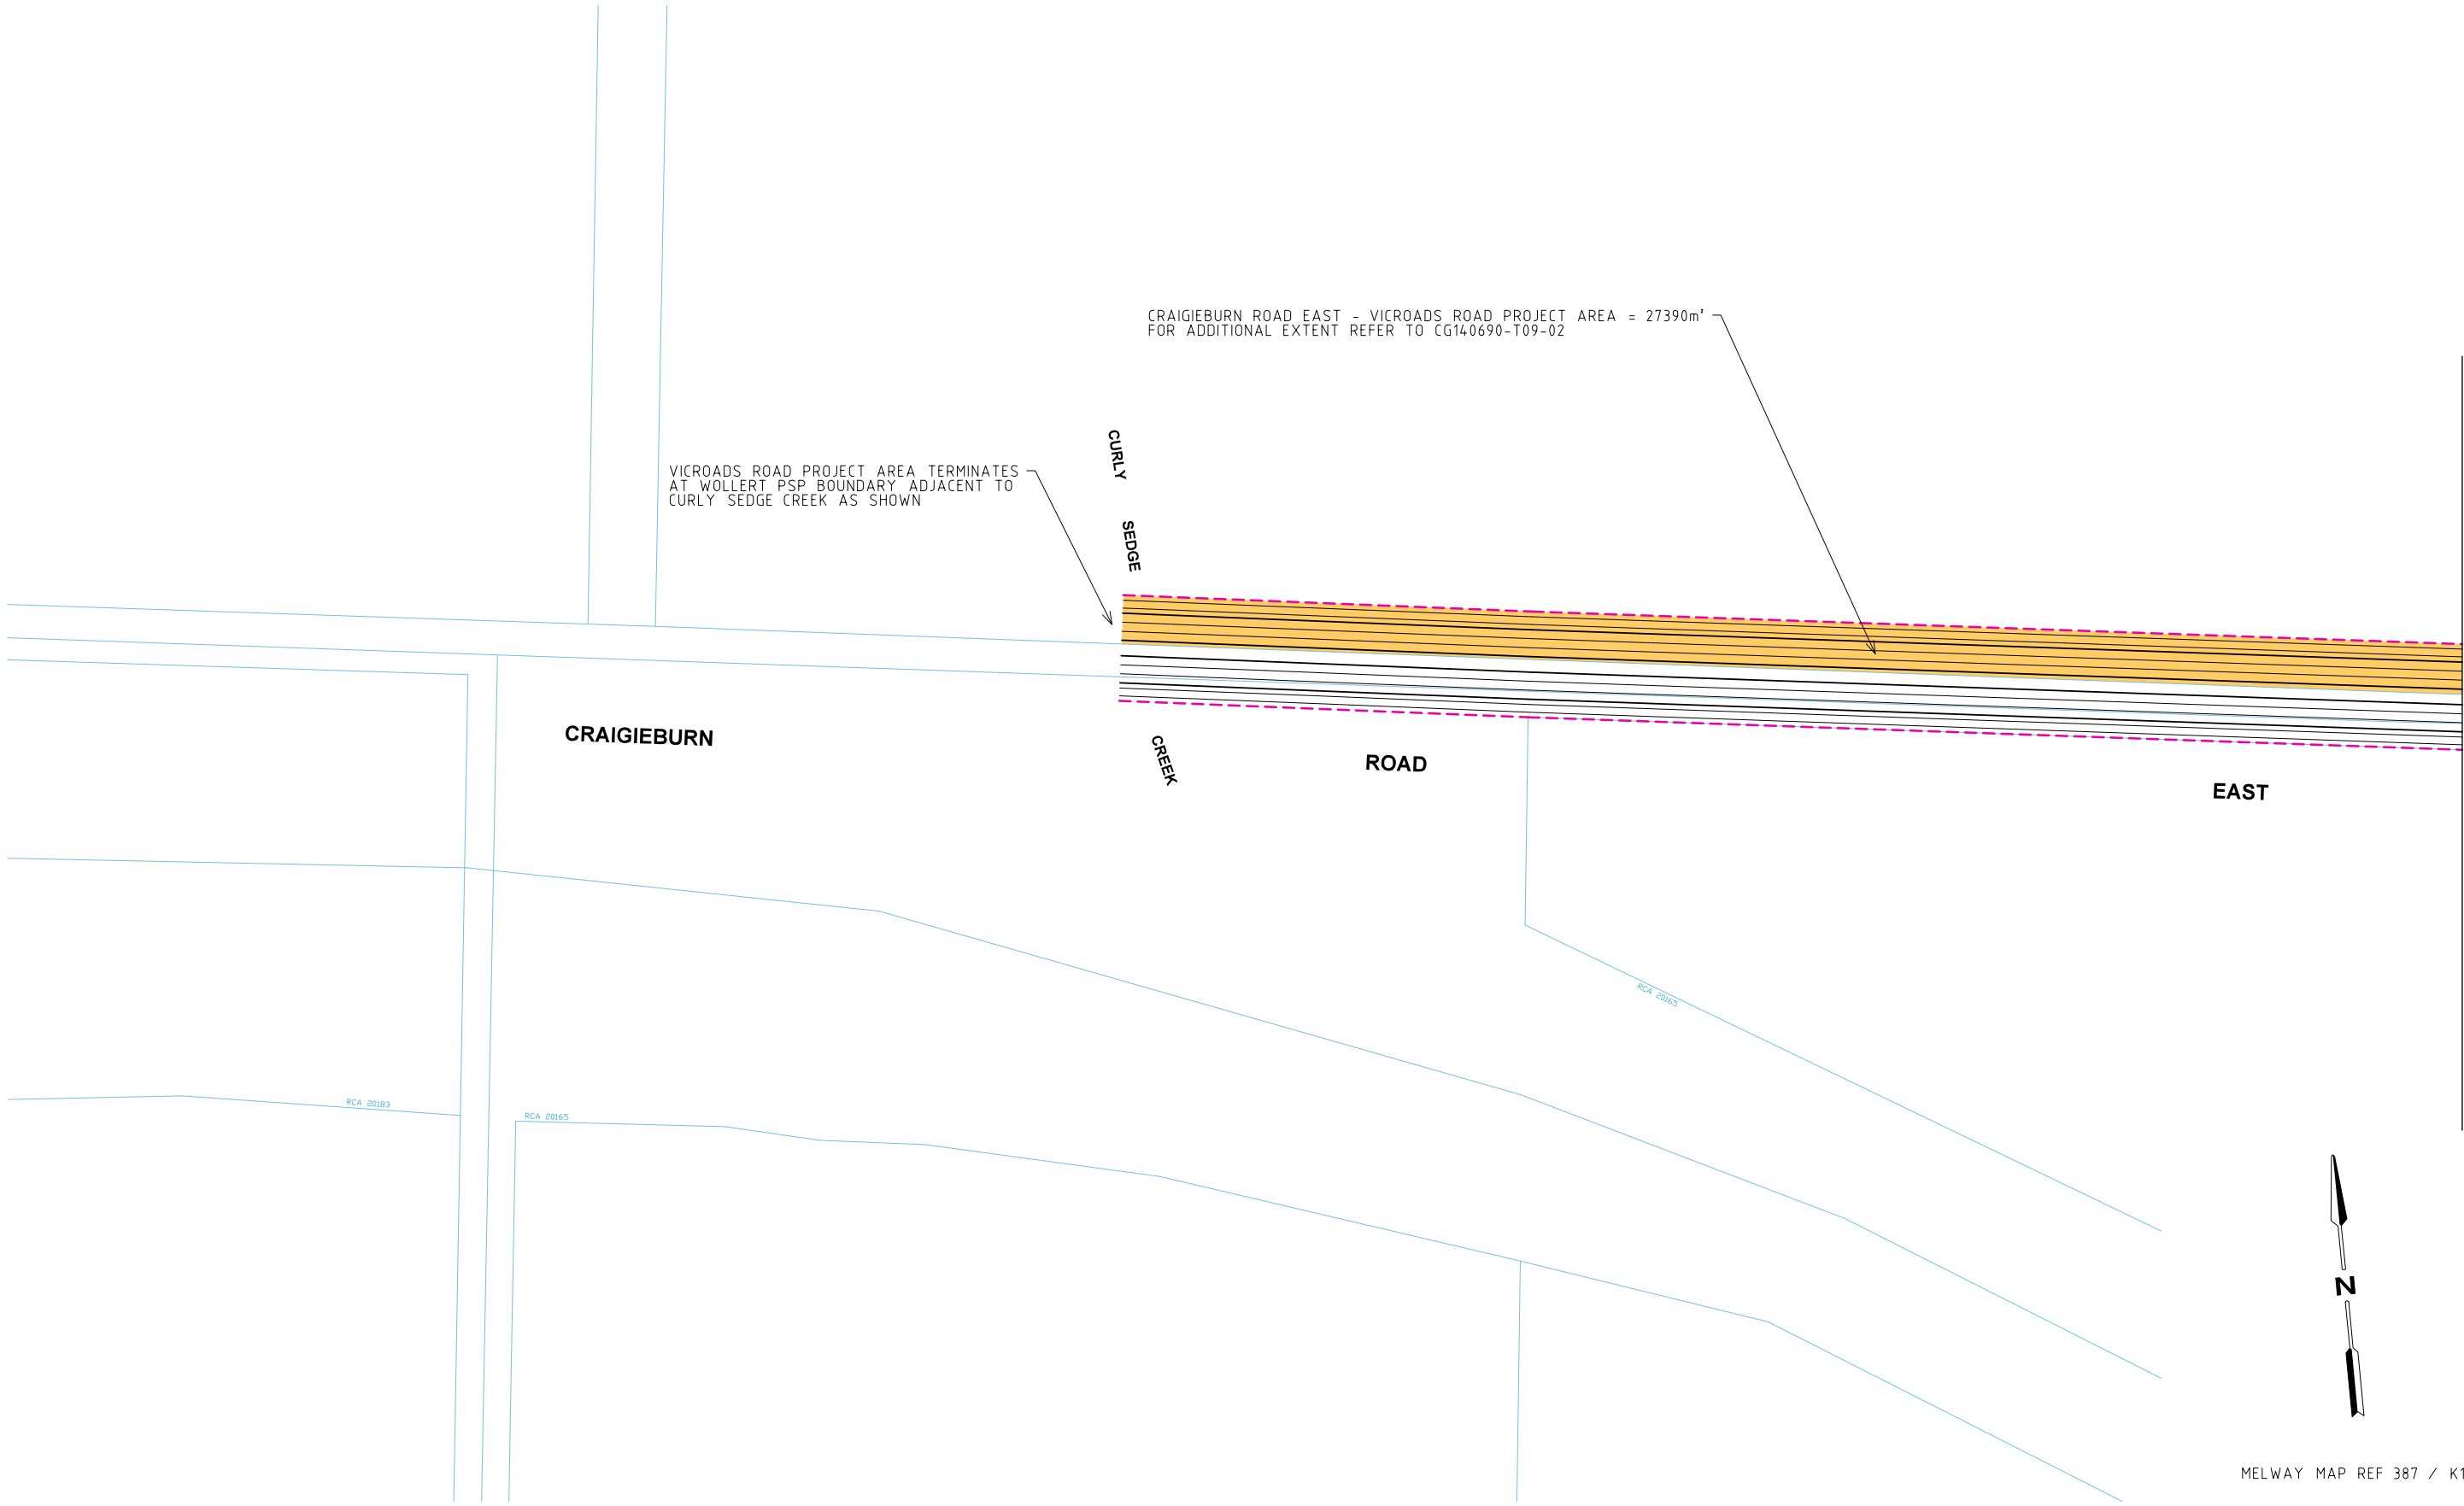 CRAIGIEBURN ROAD EAST - VICROADS ROAD PROJECT AREA = 27390m²
FOR ADDITIONAL EXTENT REFER TO CG140690-T09-02
VICROADS ROAD PROJECT AREA TERMINATES
AT WOLLERT PSP BOUNDARY ADJACENT TO
CURLY SEDGE CREEK AS SHOWN
CURLY
SEDGE
CREEK
CRAIGIEBURN
ROAD
EAST
RCA 20165
RCA 20183
RCA 20165
N
MELWAY MAP REF 387 / K1